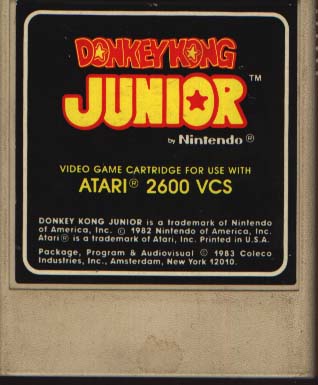 DONKEY KONG
JUNIOR™
by Nintendo®
VIDEO GAME CARTRIDGE FOR USE WITH
ATARI® 2600 VCS
DONKEY KONG JUNIOR is a trademark of Nintendo
of America, Inc. © 1982 Nintendo of America, Inc.
Atari® is a trademark of Atari, Inc. Printed in U.S.A.
Package, Program & Audiovisual © 1983 Coleco
Industries, Inc., Amsterdam, New York 12010.